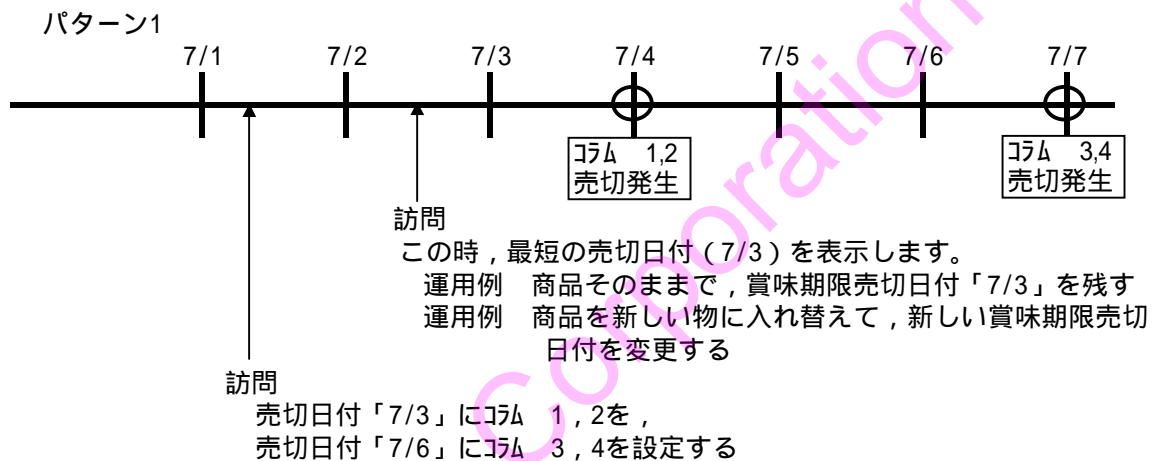 パターン1
7/1 7/2 7/3 7/4 7/5 7/6 7/7
ｺﾗﾑ 1,2
売切発生
ｺﾗﾑ 3,4
売切発生
訪問
この時，最短の売切日付（7/3）を表示します。
運用例 商品そのままで，賞味期限売切日付「7/3」を残す
運用例 商品を新しい物に入れ替えて，新しい賞味期限売切
日付を変更する
訪問
売切日付「7/3」にｺﾗﾑ 1，2を，
売切日付「7/6」にｺﾗﾑ 3，4を設定する
Corporation